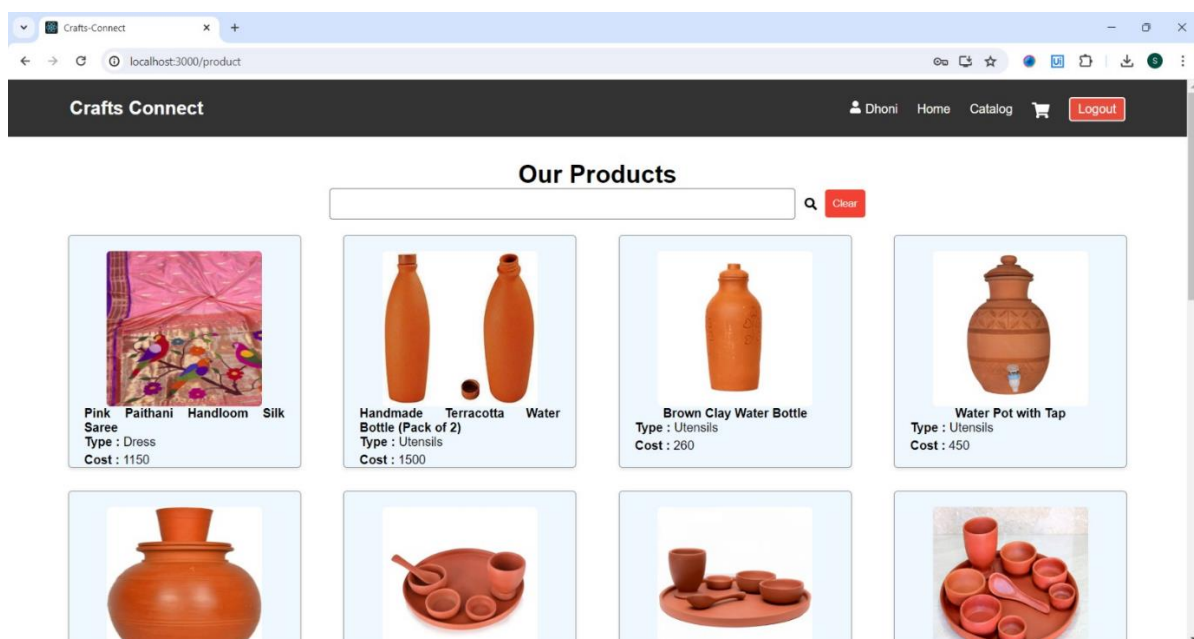 Crafts-Connect
localhost:3000/product
S
Crafts Connect
Dhoni Home Catalog Logout
Our Products
Clear
Pink Paithani Handloom Silk
Saree
Type : Dress
Cost : 1150
Handmade Terracotta Water
Bottle (Pack of 2)
Type : Utensils
Cost : 1500
Brown Clay Water Bottle
Type : Utensils
Cost : 260
Water Pot with Tap
Type : Utensils
Cost : 450